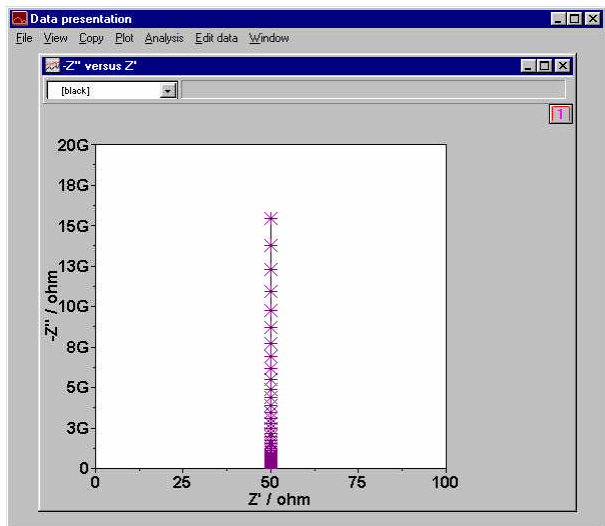 Data presentation
File View Copy Plot Analysis Edit data Window
-Z" versus Z'
[black]
1
20G
18G
15G
13G
10G
8G
5G
3G
0
-Z" / ohm
0 25 50 75 100
Z' / ohm